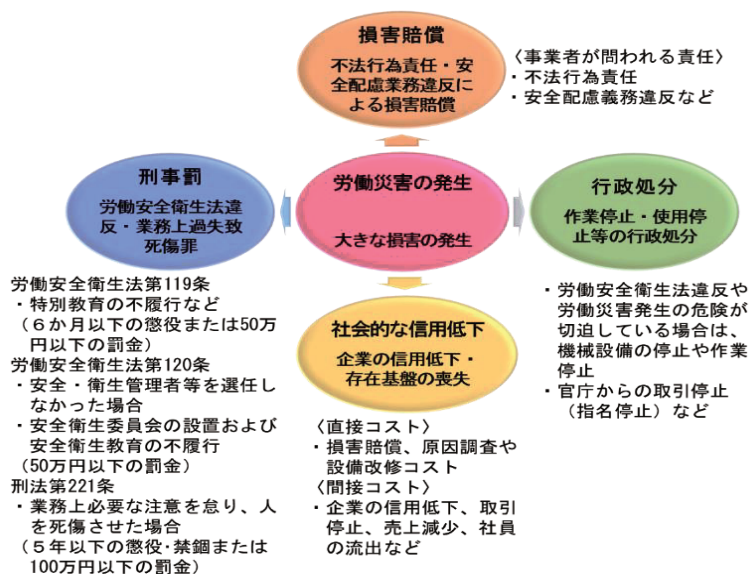 損害賠償
不法行為責任・安
全配慮業務違反に
よる損害賠償
〈事業者が問われる責任〉
・不法行為責任
・安全配慮義務違反など
刑事罰
労働安全衛生法違
反・業務上過失致
死傷罪
労働災害の発生
大きな損害の発生
行政処分
作業停止・使用停
止等の行政処分
労働安全衛生法第119条
・特別教育の不履行など
（６か月以下の懲役または50万
円以下の罰金）
労働安全衛生法第120条
・安全・衛生管理者等を選任し
なかった場合
・安全衛生委員会の設置および
安全衛生教育の不履行
（50万円以下の罰金）
刑法第221条
・業務上必要な注意を怠り、人
を死傷させた場合
（５年以下の懲役・禁錮または
100万円以下の罰金）
社会的な信用低下
企業の信用低下・
存在基盤の喪失
〈直接コスト〉
・損害賠償、原因調査や
設備改修コスト
〈間接コスト〉
・企業の信用低下、取引
停止、売上減少、社員
の流出など
・労働安全衛生法違反や
労働災害発生の危険が
切迫している場合は、
機械設備の停止や作業
停止
・官庁からの取引停止
（指名停止）など